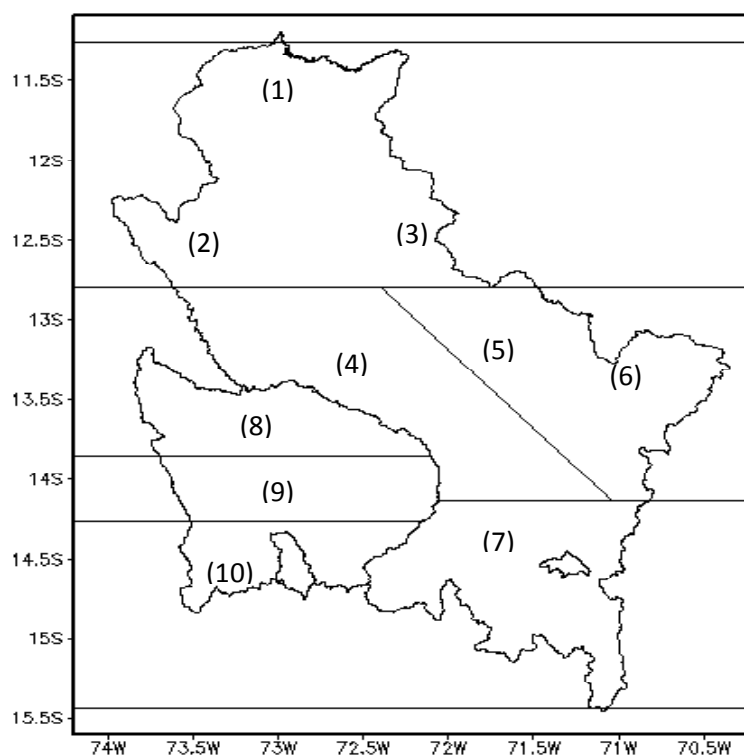 (1)
11.5S
12S
(2)
(3)
12.5S
13S
(4)
(5)
(6)
13.5S
(8)
14S
(9)
(7)
14.5S
(10)
15S
15.5S
74W 73.5W 73W 72.5W 72W 71.5W 71W 70.5W